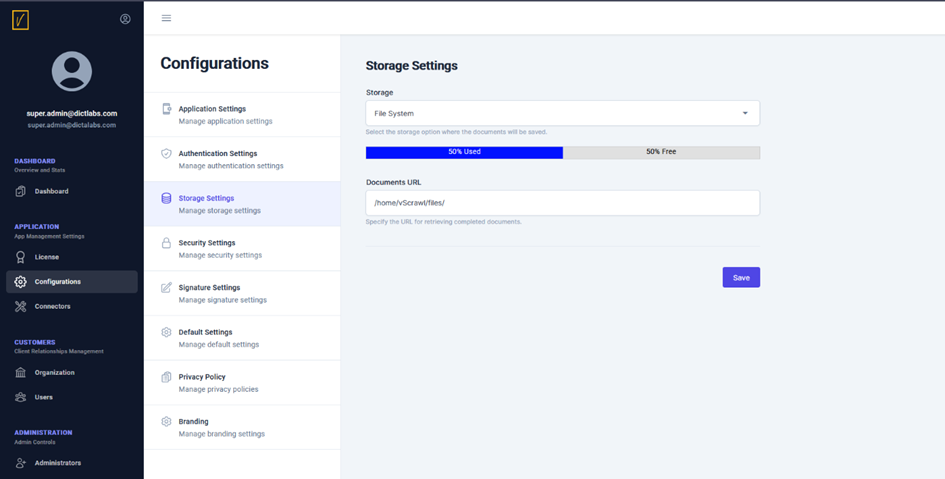 super.admin@dictlabs.com
super.admin@dictalabs.com
DASHBOARD
Overview and Stats
Dashboard
APPLICATION
App Management Settings
License
Configurations
Connectors
CUSTOMERS
Client Relationships Management
Organization
Users
ADMINISTRATION
Admin Controls
Administrators
Configurations
Application Settings
Manage application settings
Authentication Settings
Manage authentication settings
Storage Settings
Manage storage settings
Security Settings
Manage security settings
Signature Settings
Manage signature settings
Default Settings
Manage default settings
Privacy Policy
Manage privacy policies
Branding
Manage branding settings
Storage Settings
Storage
File System
Select the storage option where the documents will be saved.
50% Used 50% Free
Documents URL
/home/vScrawl/files/
Specify the URL for retrieving completed documents.
Save